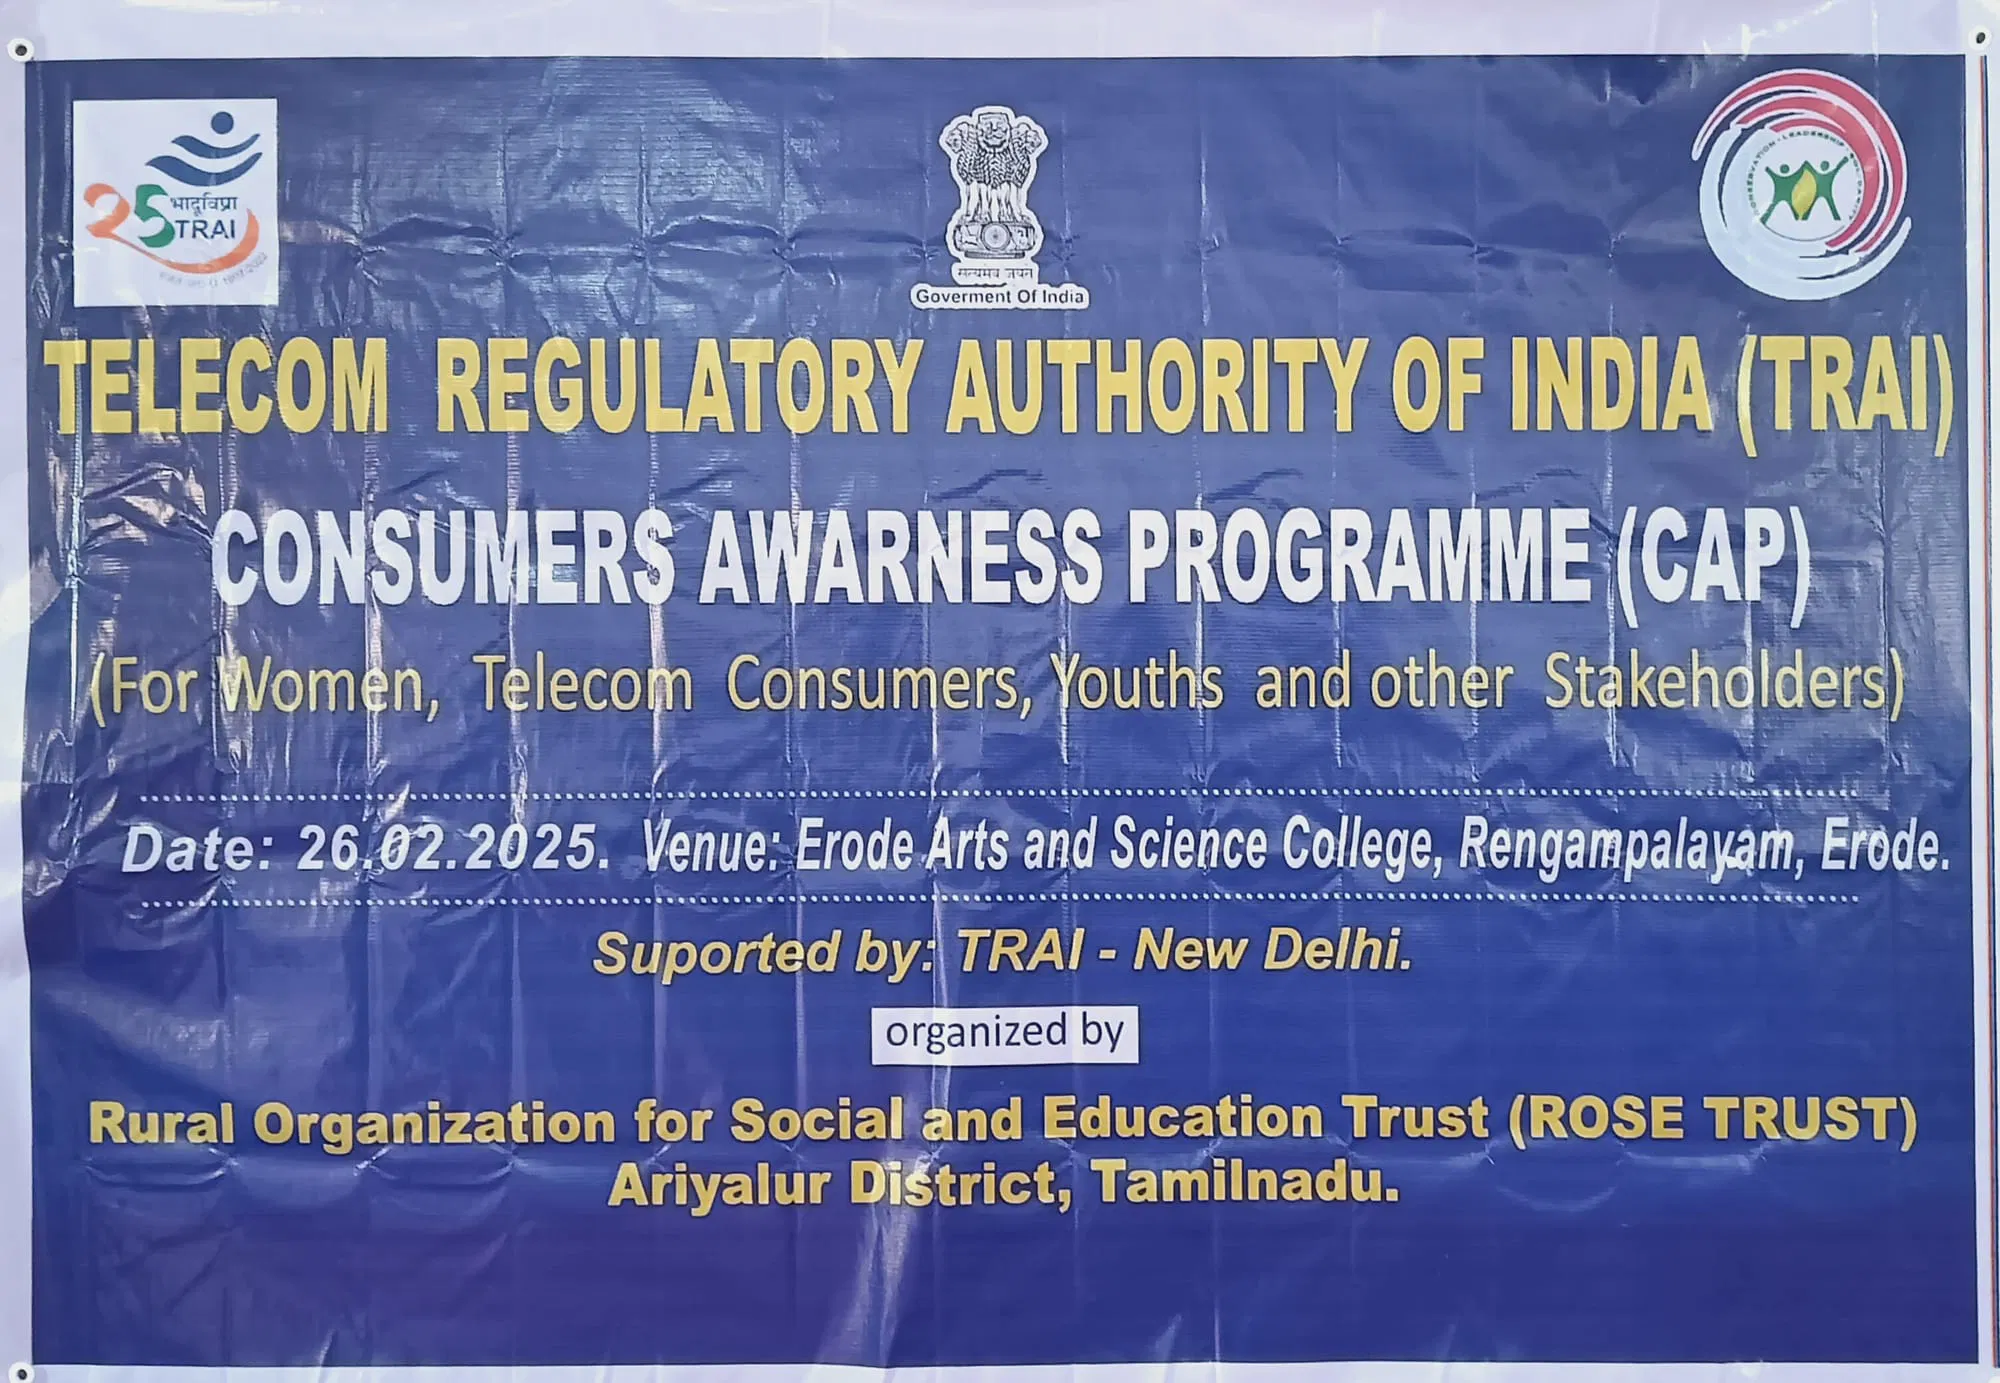 25 भादूविप्रा
TRAI
सत्यमेव जयते
Goverment Of India
CONSERVATION - LEADERSHIP
TELECOM REGULATORY AUTHORITY OF INDIA (TRAI)
CONSUMERS AWARNESS PROGRAMME (CAP)
(For Women, Telecom Consumers, Youths and other Stakeholders)
Date: 26.02.2025. Venue: Erode Arts and Science College, Rengampalayam, Erode.
Suported by: TRAI - New Delhi.
organized by
Rural Organization for Social and Education Trust (ROSE TRUST)
Ariyalur District, Tamilnadu.